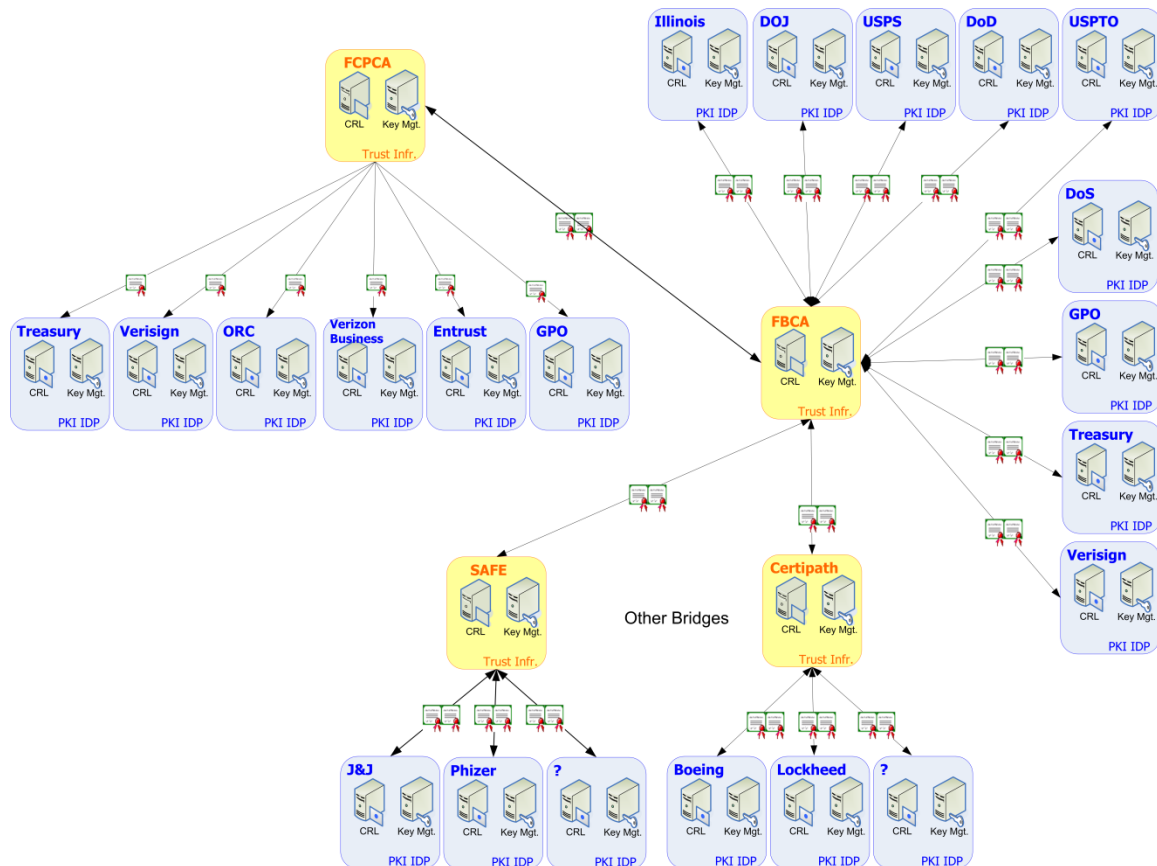 Illinois
CRL Key Mgt.
PKI IDP
DOJ
CRL Key Mgt.
PKI IDP
USPS
CRL Key Mgt.
PKI IDP
DoD
CRL Key Mgt.
PKI IDP
USPTO
CRL Key Mgt.
PKI IDP
FCPCA
CRL Key Mgt.
Trust Infr.
DoS
CRL Key Mgt.
PKI IDP
FBCA
CRL Key Mgt.
Trust Infr.
GPO
CRL Key Mgt.
PKI IDP
Treasury
CRL Key Mgt.
PKI IDP
Verisign
CRL Key Mgt.
PKI IDP
ORC
CRL Key Mgt.
PKI IDP
Verizon
Business
CRL Key Mgt.
PKI IDP
Entrust
CRL Key Mgt.
PKI IDP
GPO
CRL Key Mgt.
PKI IDP
Treasury
CRL Key Mgt.
PKI IDP
Verisign
CRL Key Mgt.
PKI IDP
SAFE
CRL Key Mgt.
Trust Infr.
Other Bridges
Certipath
CRL Key Mgt.
Trust Infr.
J&J
CRL Key Mgt.
PKI IDP
Phizer
CRL Key Mgt.
PKI IDP
?
CRL Key Mgt.
PKI IDP
Boeing
CRL Key Mgt.
PKI IDP
Lockheed
CRL Key Mgt.
PKI IDP
?
CRL Key Mgt.
PKI IDP